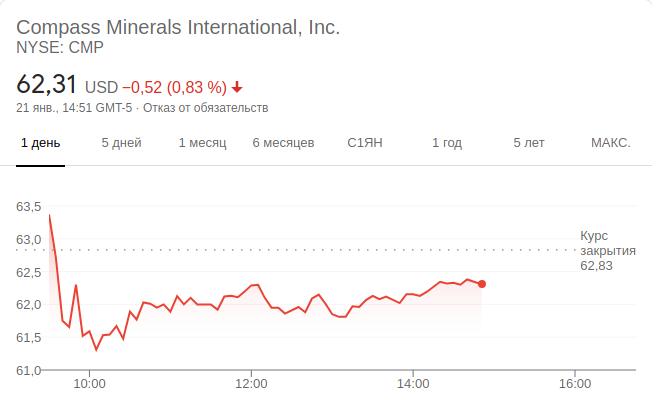 Compass Minerals International, Inc.
NYSE: CMP
62,31 USD −0,52 (0,83 %)
21 янв., 14:51 GMT-5 · Отказ от обязательств
1 день 5 дней 1 месяц 6 месяцев С1ЯН 1 год 5 лет МАКС.
63,5
Курс
63,0
закрытия
62,83
62,5
62,0
61,5
61,0
10:00 12:00 14:00 16:00